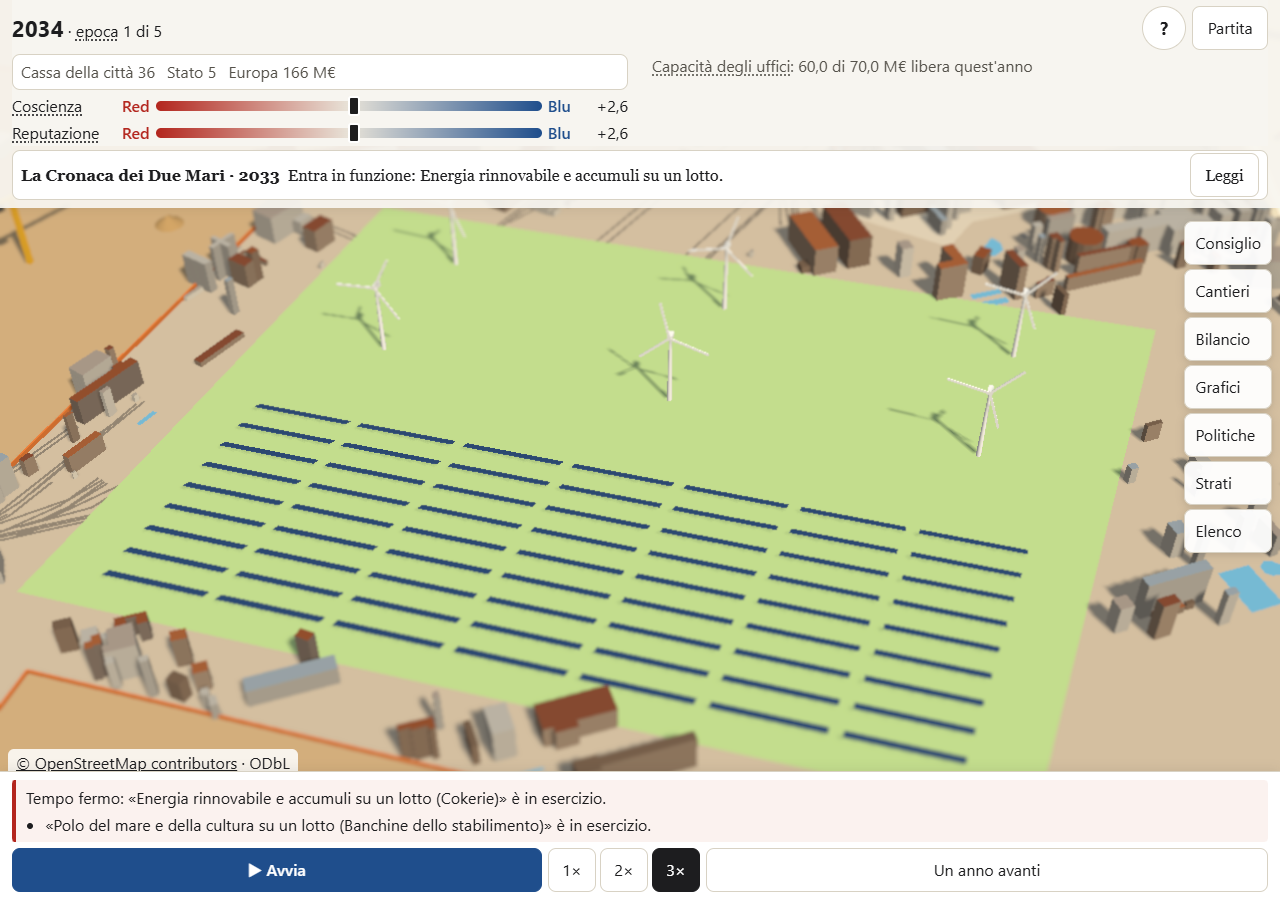 2034 · epoca 1 di 5
?
Partita
Cassa della città 36 Stato 5 Europa 166 M€
Capacità degli uffici: 60,0 di 70,0 M€ libera quest'anno
Coscienza Red Blu +2,6
Reputazione Red Blu +2,6
La Cronaca dei Due Mari · 2033 Entra in funzione: Energia rinnovabile e accumuli su un lotto.
Leggi
Consiglio
Cantieri
Bilancio
Grafici
Politiche
Strati
Elenco
© OpenStreetMap contributors · ODbL
Tempo fermo: «Energia rinnovabile e accumuli su un lotto (Cokerie)» è in esercizio.
• «Polo del mare e della cultura su un lotto (Banchine dello stabilimento)» è in esercizio.
▶ Avvia
1×
2×
3×
Un anno avanti